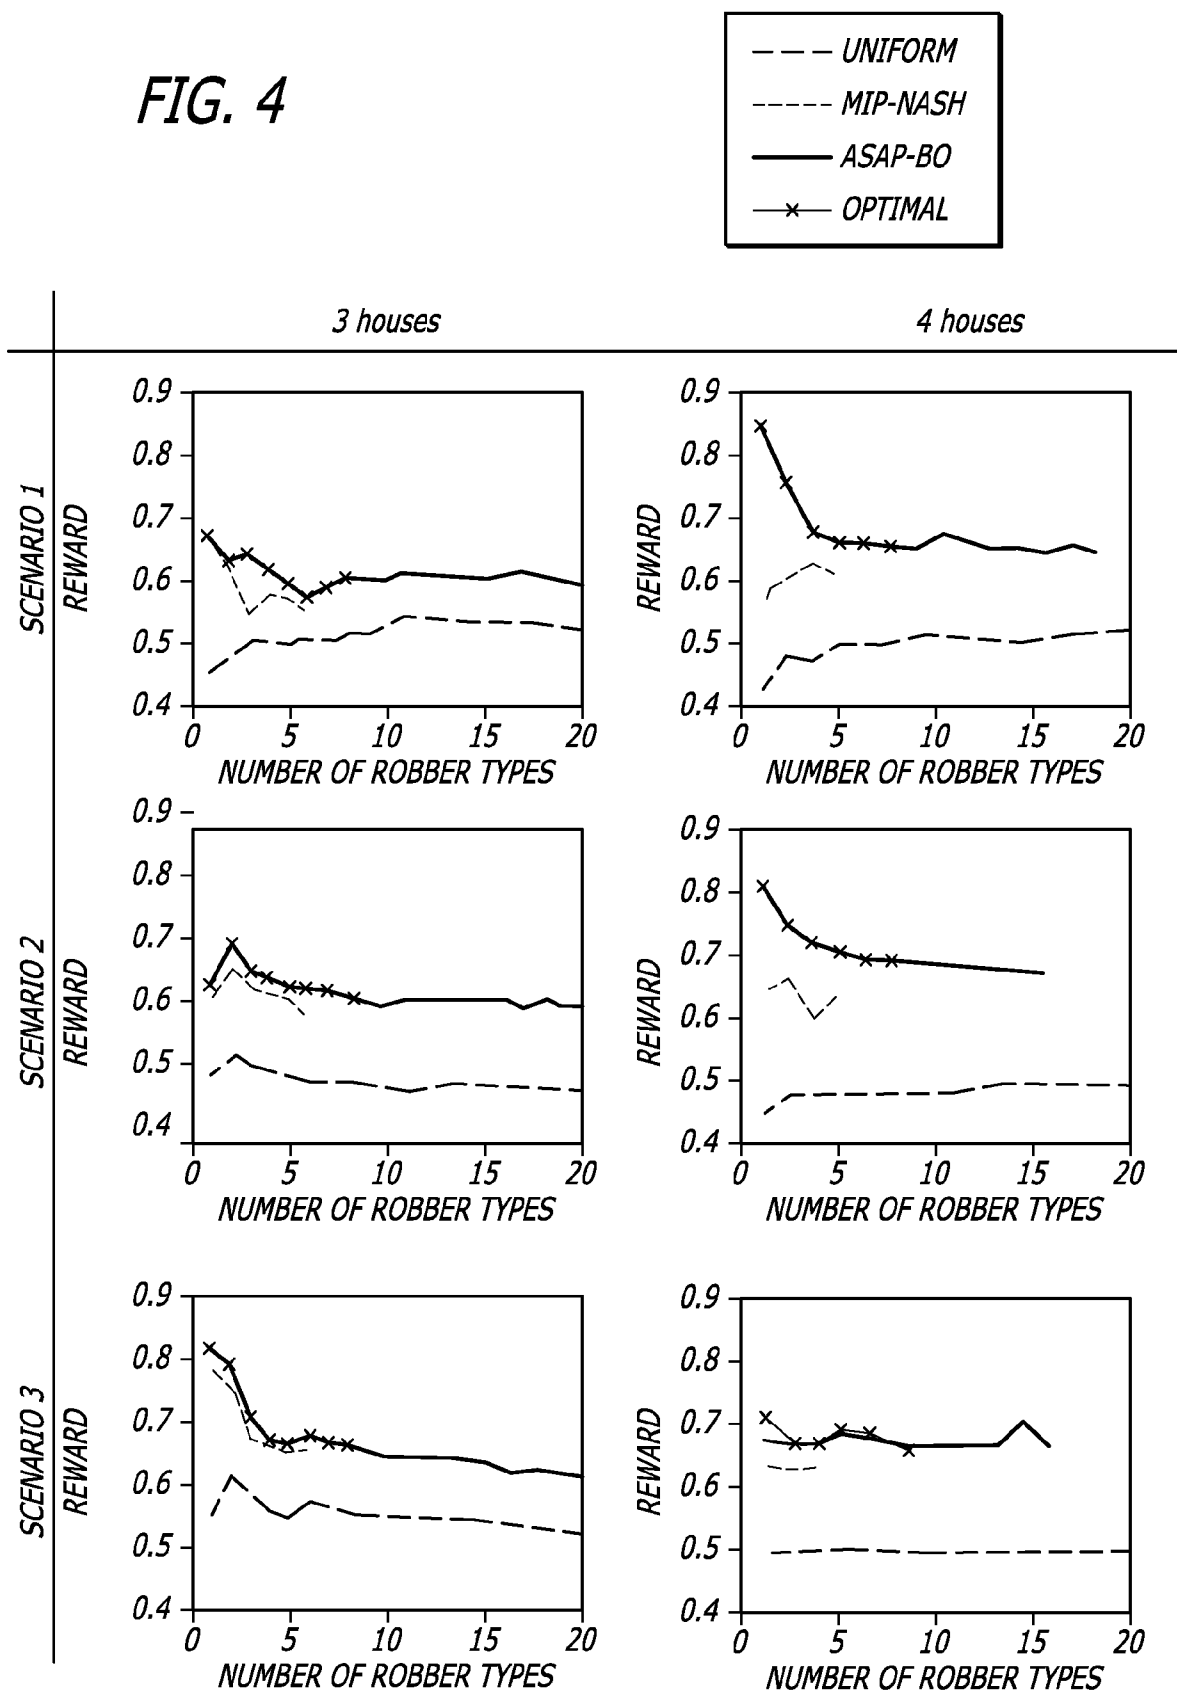 FIG. 4
UNIFORM
MIP-NASH
ASAP-BO
OPTIMAL
3 houses
4 houses
SCENARIO 1
REWARD
0.9
0.8
0.7
0.6
0.5
0.4
0 5 10 15 20
NUMBER OF ROBBER TYPES
REWARD
0.9
0.8
0.7
0.6
0.5
0.4
0 5 10 15 20
NUMBER OF ROBBER TYPES
SCENARIO 2
REWARD
0.9
0.8
0.7
0.6
0.5
0.4
0 5 10 15 20
NUMBER OF ROBBER TYPES
REWARD
0.9
0.8
0.7
0.6
0.5
0.4
0 5 10 15 20
NUMBER OF ROBBER TYPES
SCENARIO 3
REWARD
0.9
0.8
0.7
0.6
0.5
0.4
0 5 10 15 20
NUMBER OF ROBBER TYPES
REWARD
0.9
0.8
0.7
0.6
0.5
0.4
0 5 10 15 20
NUMBER OF ROBBER TYPES